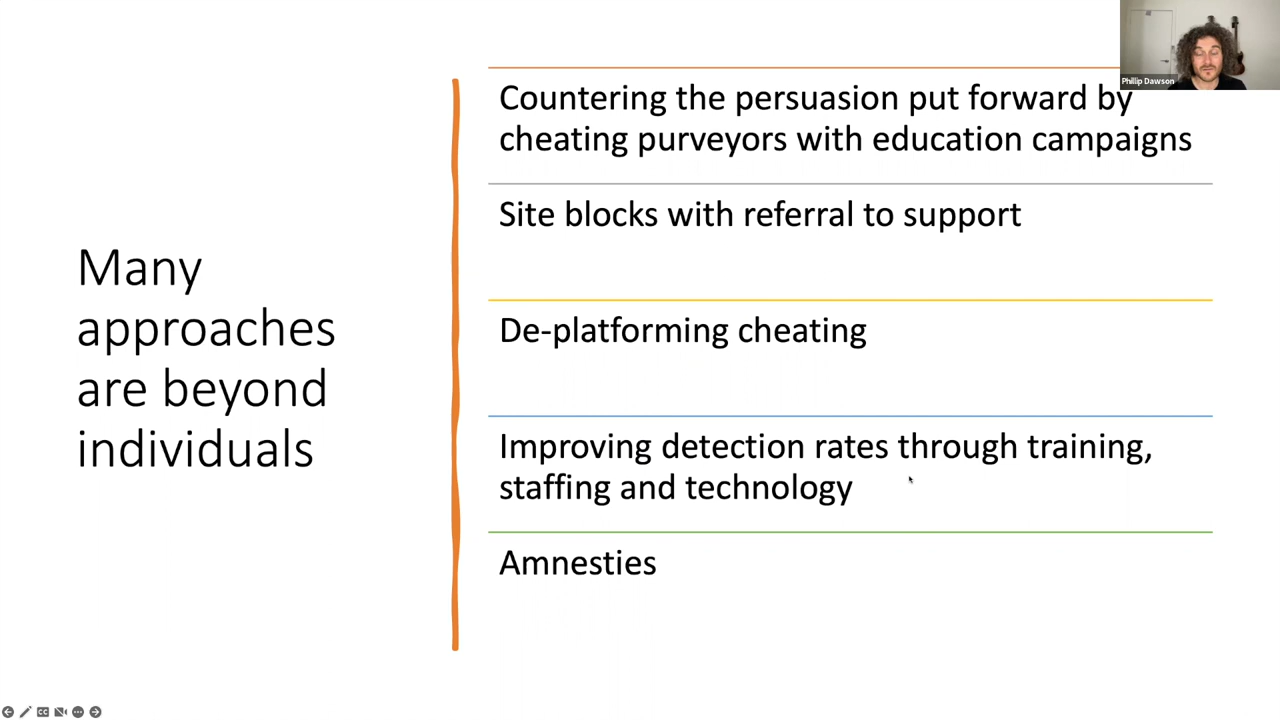 Phillip Dawson
Many
approaches
are beyond
individuals
Countering the persuasion put forward by
cheating purveyors with education campaigns
Site blocks with referral to support
De-platforming cheating
Improving detection rates through training,
staffing and technology
Amnesties